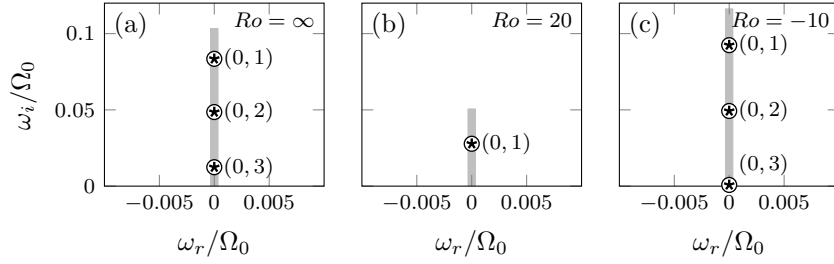 (a) Ro = ∞
(b) Ro = 20
(c) Ro = −10
ω_i/Ω_0
0.1
0.05
0
(0, 1)
(0, 2)
(0, 3)
−0.005 0 0.005
ω_r/Ω_0
(0, 1)
−0.005 0 0.005
ω_r/Ω_0
(0, 1)
(0, 2)
(0, 3)
−0.005 0 0.005
ω_r/Ω_0